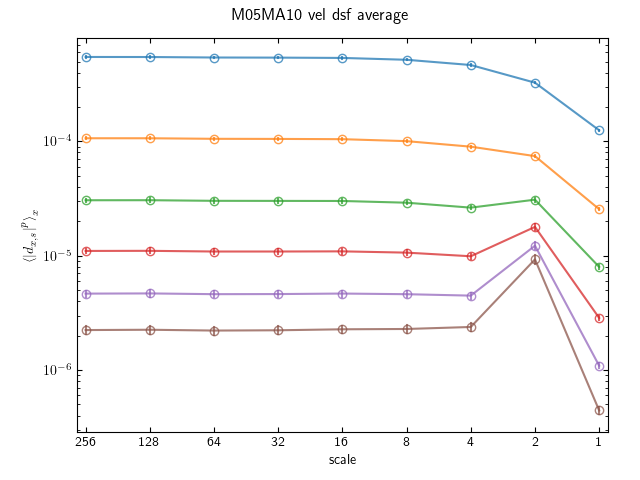 M05MA10 vel dsf average
10⁻⁴
10⁻⁵
10⁻⁶
⟨|d_{x,s}|^p⟩_x
256 128 64 32 16 8 4 2 1
scale